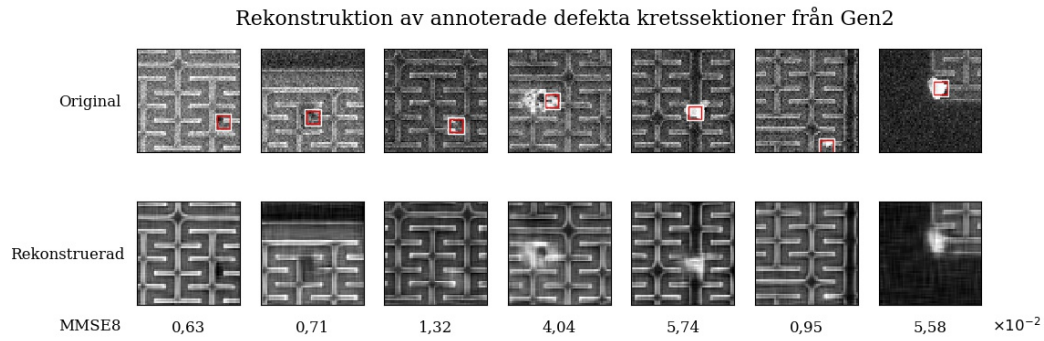 Rekonstruktion av annoterade defekta kretssektioner från Gen2
Original
Rekonstruerad
MMSE8 0,63 0,71 1,32 4,04 5,74 0,95 5,58 ×10⁻²